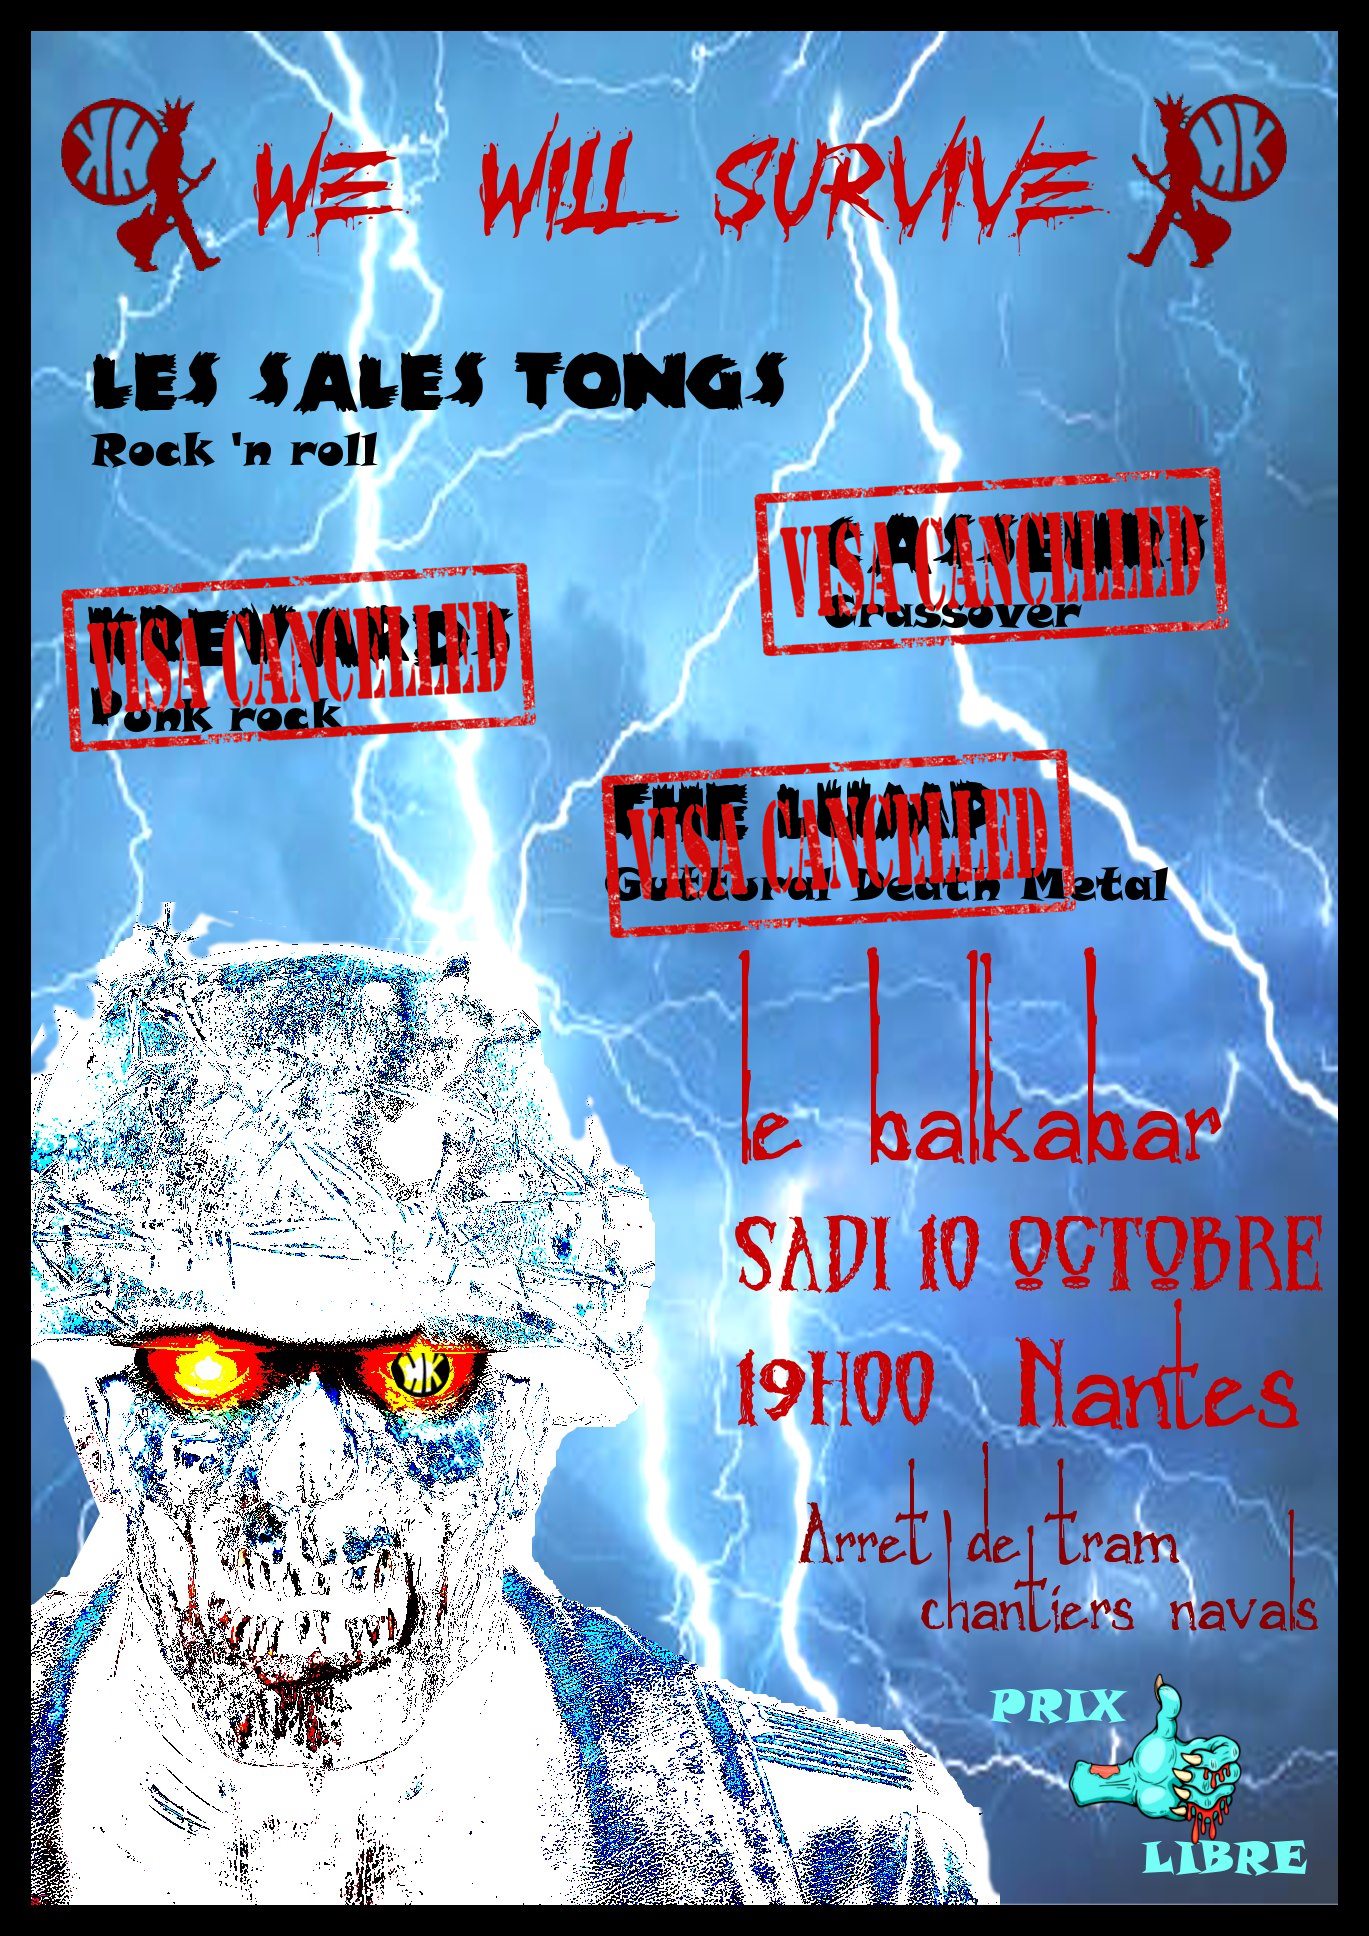 WE WILL SURVIVE
LES SALES TONGS
Rock 'n roll
VISA CANCELLED
Crassover
VISA CANCELLED
Punk rock
VISA CANCELLED
Guttural Death Metal
le balkabar
SADI 10 OCTOBRE
19H00 Nantes
Arret de tram
chantiers navals
PRIX
LIBRE